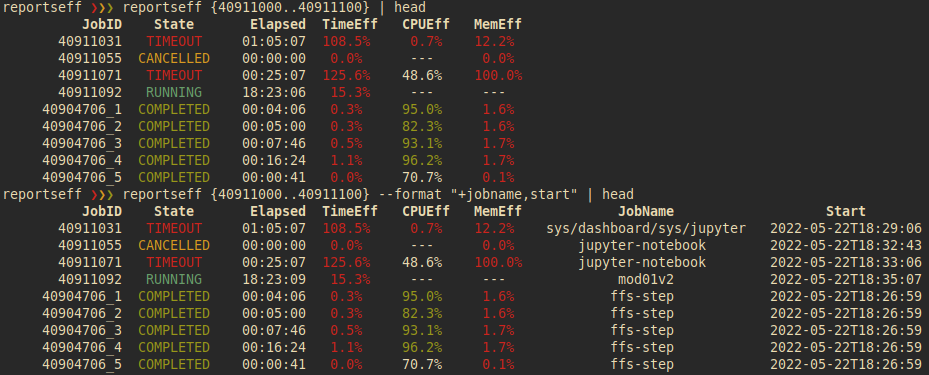 reportseff ❯❯❯ reportseff {40911000..40911100} | head
JobID State Elapsed TimeEff CPUEff MemEff
40911031 TIMEOUT 01:05:07 108.5% 0.7% 12.2%
40911055 CANCELLED 00:00:00 0.0% --- 0.0%
40911071 TIMEOUT 00:25:07 125.6% 48.6% 100.0%
40911092 RUNNING 18:23:06 15.3% --- ---
40904706_1 COMPLETED 00:04:06 0.3% 95.0% 1.6%
40904706_2 COMPLETED 00:05:00 0.3% 82.3% 1.6%
40904706_3 COMPLETED 00:07:46 0.5% 93.1% 1.7%
40904706_4 COMPLETED 00:16:24 1.1% 96.2% 1.7%
40904706_5 COMPLETED 00:00:41 0.0% 70.7% 0.1%
reportseff ❯❯❯ reportseff {40911000..40911100} --format "+jobname,start" | head
JobID State Elapsed TimeEff CPUEff MemEff JobName Start
40911031 TIMEOUT 01:05:07 108.5% 0.7% 12.2% sys/dashboard/sys/jupyter 2022-05-22T18:29:06
40911055 CANCELLED 00:00:00 0.0% --- 0.0% jupyter-notebook 2022-05-22T18:32:43
40911071 TIMEOUT 00:25:07 125.6% 48.6% 100.0% jupyter-notebook 2022-05-22T18:33:06
40911092 RUNNING 18:23:09 15.3% --- --- mod01v2 2022-05-22T18:35:07
40904706_1 COMPLETED 00:04:06 0.3% 95.0% 1.6% ffs-step 2022-05-22T18:26:59
40904706_2 COMPLETED 00:05:00 0.3% 82.3% 1.6% ffs-step 2022-05-22T18:26:59
40904706_3 COMPLETED 00:07:46 0.5% 93.1% 1.7% ffs-step 2022-05-22T18:26:59
40904706_4 COMPLETED 00:16:24 1.1% 96.2% 1.7% ffs-step 2022-05-22T18:26:59
40904706_5 COMPLETED 00:00:41 0.0% 70.7% 0.1% ffs-step 2022-05-22T18:26:59